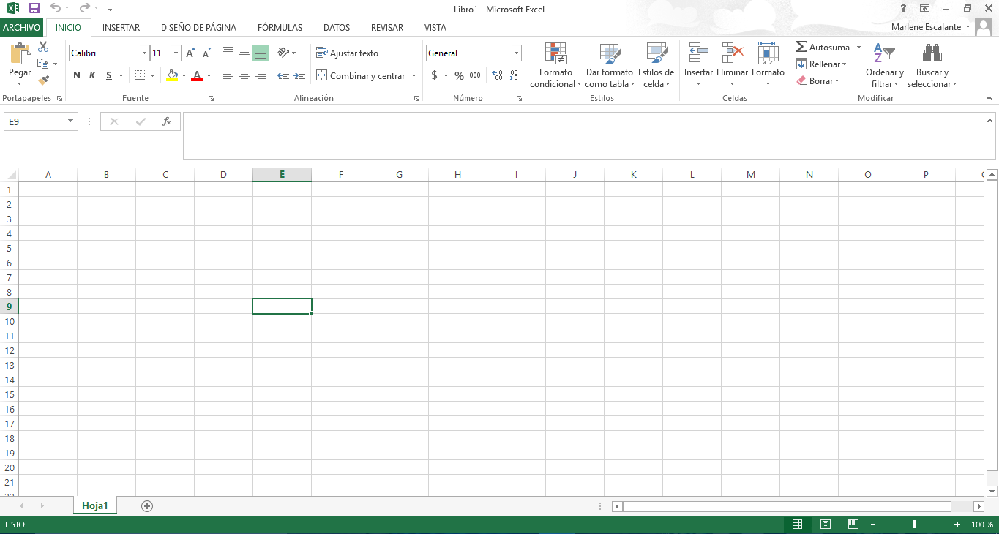 Libro1 - Microsoft Excel
?
ARCHIVO INICIO INSERTAR DISEÑO DE PÁGINA FÓRMULAS DATOS REVISAR VISTA Marlene Escalante
Pegar
Portapapeles
Calibri 11
N K S A
Fuente
Ajustar texto
Combinar y centrar
Alineación
General
$ % 000
Número
Formato condicional
Dar formato como tabla
Estilos de celda
Estilos
Insertar Eliminar Formato
Celdas
Autosuma
Rellenar
Borrar
Ordenar y filtrar
Buscar y seleccionar
Modificar
E9 fx
A B C D E F G H I J K L M N O P
1
2
3
4
5
6
7
8
9
10
11
12
13
14
15
16
17
18
19
20
21
Hoja1
LISTO 100 %